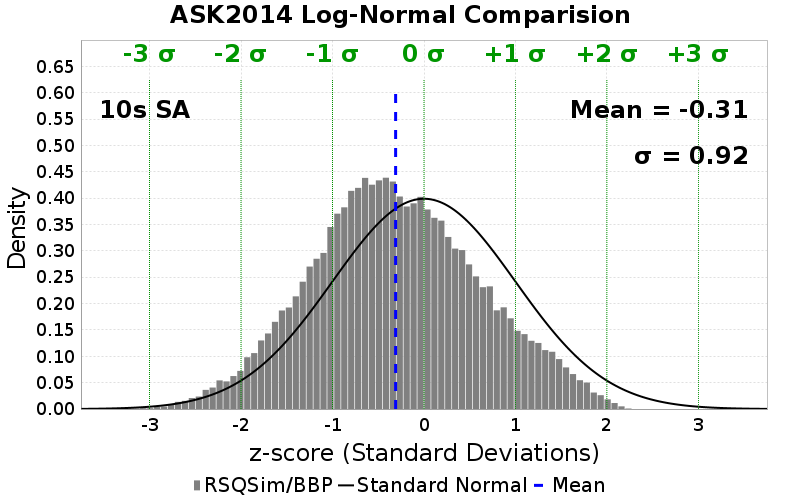 ASK2014 Log-Normal Comparision
-3 σ -2 σ -1 σ 0 σ +1 σ +2 σ +3 σ
10s SA
Mean = -0.31
σ = 0.92
Density
0.65
0.60
0.55
0.50
0.45
0.40
0.35
0.30
0.25
0.20
0.15
0.10
0.05
0.00
-3 -2 -1 0 1 2 3
z-score (Standard Deviations)
RSQSim/BBP Standard Normal Mean